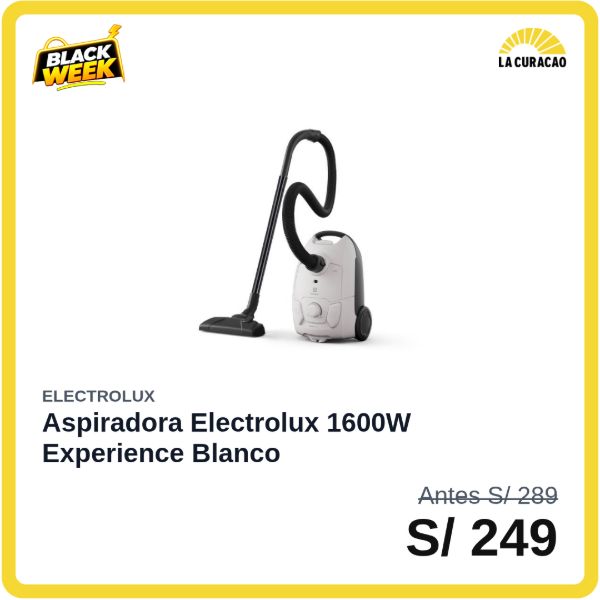 BLACK
WEEK
LA CURACAO
ELECTROLUX
Aspiradora Electrolux 1600W
Experience Blanco
Antes S/ 289
S/ 249